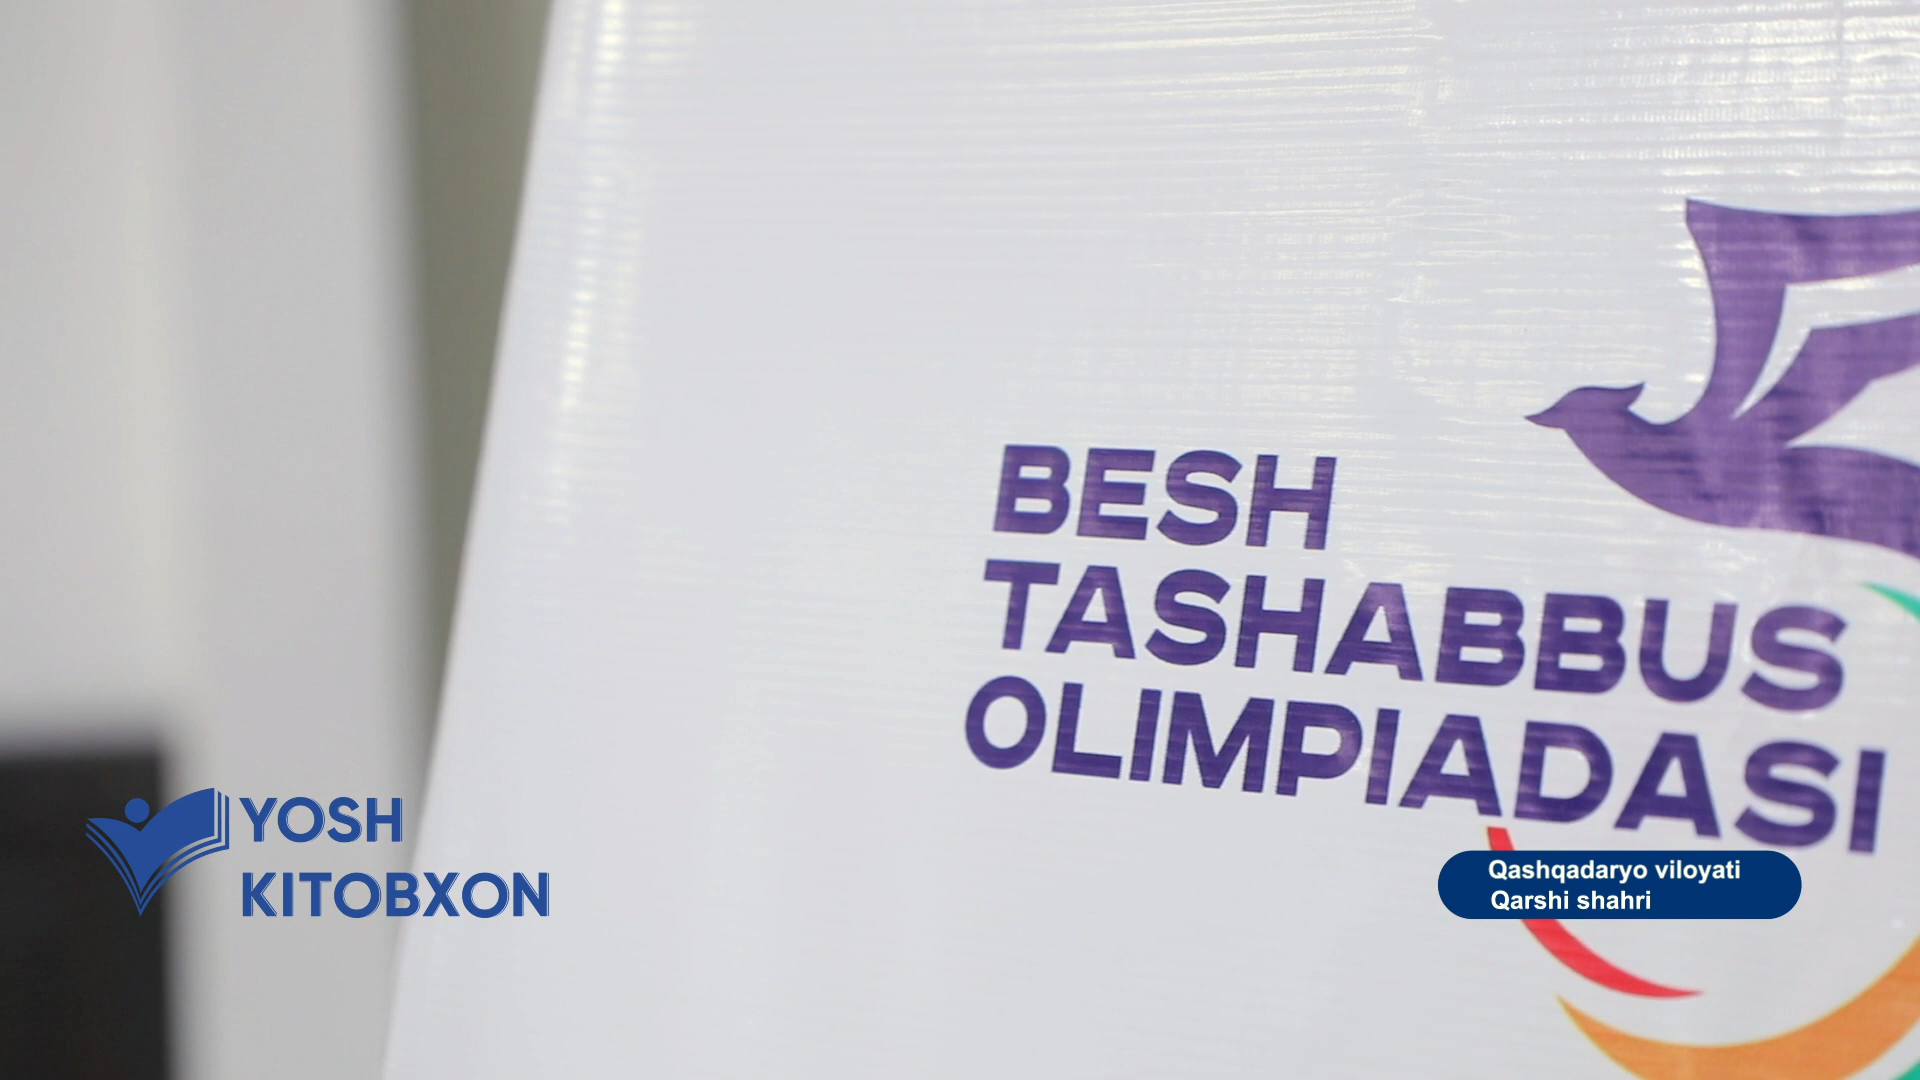 BESH
TASHABBUS
OLIMPIADASI
YOSH
KITOBXON
Qashqadaryo viloyati
Qarshi shahri